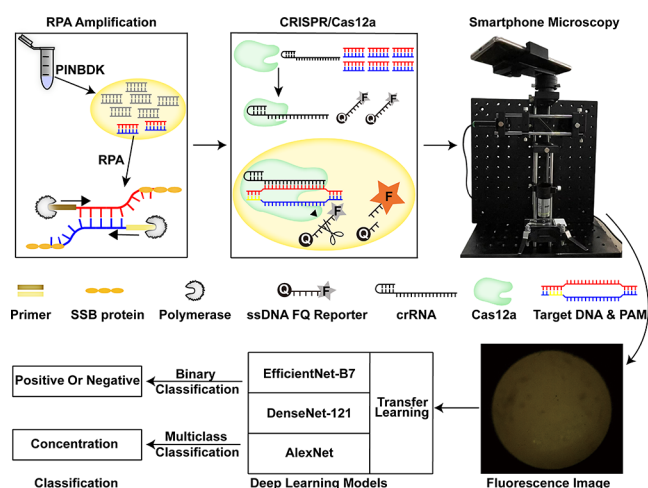 RPA Amplification
CRISPR/Cas12a
Smartphone Microscopy
PINBDK
RPA
F
F
Q
Q
F
F
Q
Q
Primer
SSB protein
Polymerase
Q
F
ssDNA FQ Reporter
crRNA
Cas12a
Target DNA & PAM
Positive Or Negative
Binary
Classification
EfficientNet-B7
DenseNet-121
AlexNet
Transfer
Learning
Concentration
Multiclass
Classification
Classification
Deep Learning Models
Fluorescence Image